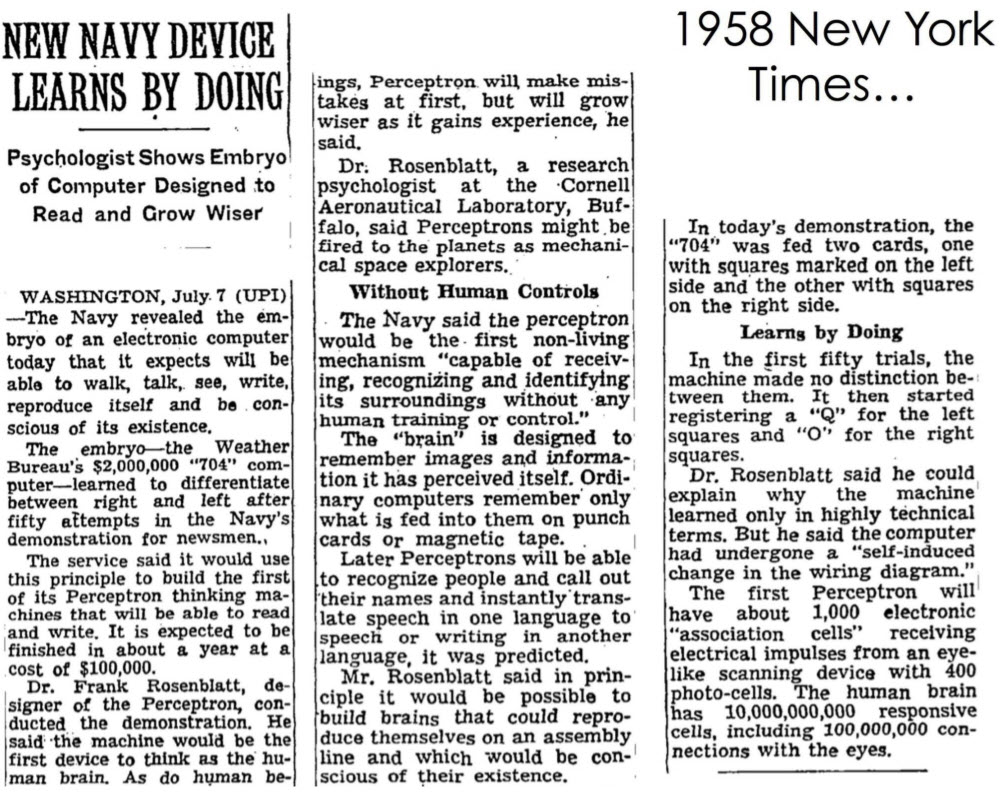 NEW NAVY DEVICE
LEARNS BY DOING
Psychologist Shows Embryo
of Computer Designed to
Read and Grow Wiser
WASHINGTON, July 7 (UPI)
—The Navy revealed the em-
bryo of an electronic computer
today that it expects will be
able to walk, talk, see, write,
reproduce itself and be con-
scious of its existence.
The embryo—the Weather
Bureau's $2,000,000 "704" com-
puter—learned to differentiate
between right and left after
fifty attempts in the Navy's
demonstration for newsmen.
The service said it would use
this principle to build the first
of its Perceptron thinking ma-
chines that will be able to read
and write. It is expected to be
finished in about a year at a
cost of $100,000.
Dr. Frank Rosenblatt, de-
signer of the Perceptron, con-
ducted the demonstration. He
said the machine would be the
first device to think as the hu-
man brain. As do human be-
ings, Perceptron will make mis-
takes at first, but will grow
wiser as it gains experience, he
said.
Dr. Rosenblatt, a research
psychologist at the Cornell
Aeronautical Laboratory, Buf-
falo, said Perceptrons might be
fired to the planets as mechani-
cal space explorers.
Without Human Controls
The Navy said the perceptron
would be the first non-living
mechanism "capable of receiv-
ing, recognizing and identifying
its surroundings without any
human training or control."
The "brain" is designed to
remember images and informa-
tion it has perceived itself. Ordi-
nary computers remember only
what is fed into them on punch
cards or magnetic tape.
Later Perceptrons will be able
to recognize people and call out
their names and instantly trans-
late speech in one language to
speech or writing in another
language, it was predicted.
Mr. Rosenblatt said in prin-
ciple it would be possible to
build brains that could repro-
duce themselves on an assembly
line and which would be con-
scious of their existence.
1958 New York
Times...
In today's demonstration, the
"704" was fed two cards, one
with squares marked on the left
side and the other with squares
on the right side.
Learns by Doing
In the first fifty trials, the
machine made no distinction be-
tween them. It then started
registering a "Q" for the left
squares and "O" for the right
squares.
Dr. Rosenblatt said he could
explain why the machine
learned only in highly technical
terms. But he said the computer
had undergone a "self-induced
change in the wiring diagram."
The first Perceptron will
have about 1,000 electronic
"association cells" receiving
electrical impulses from an eye-
like scanning device with 400
photo-cells. The human brain
has 10,000,000,000 responsive
cells, including 100,000,000 con-
nections with the eyes.